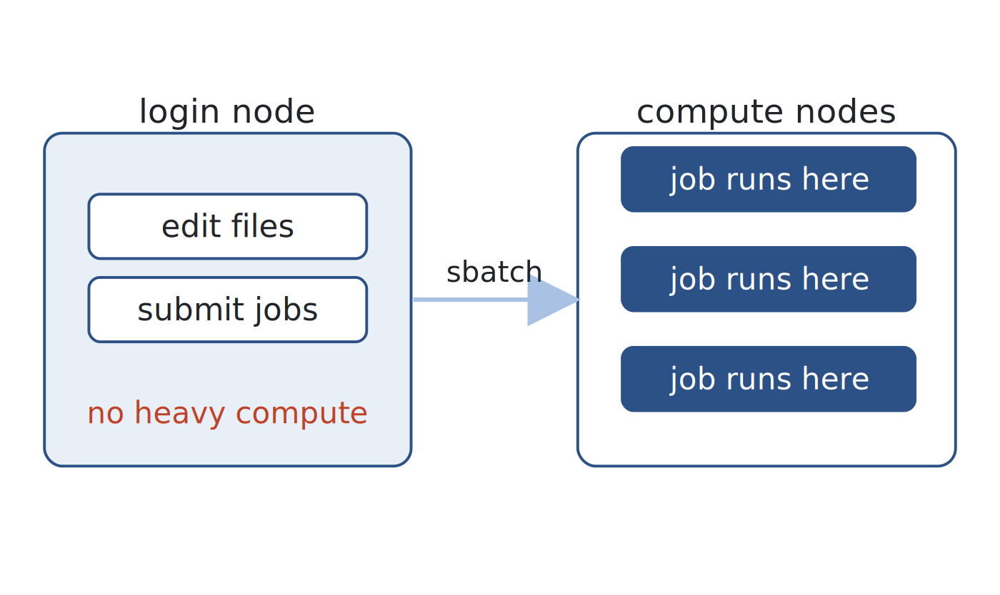 login node
edit files
submit jobs
no heavy compute
sbatch
compute nodes
job runs here
job runs here
job runs here